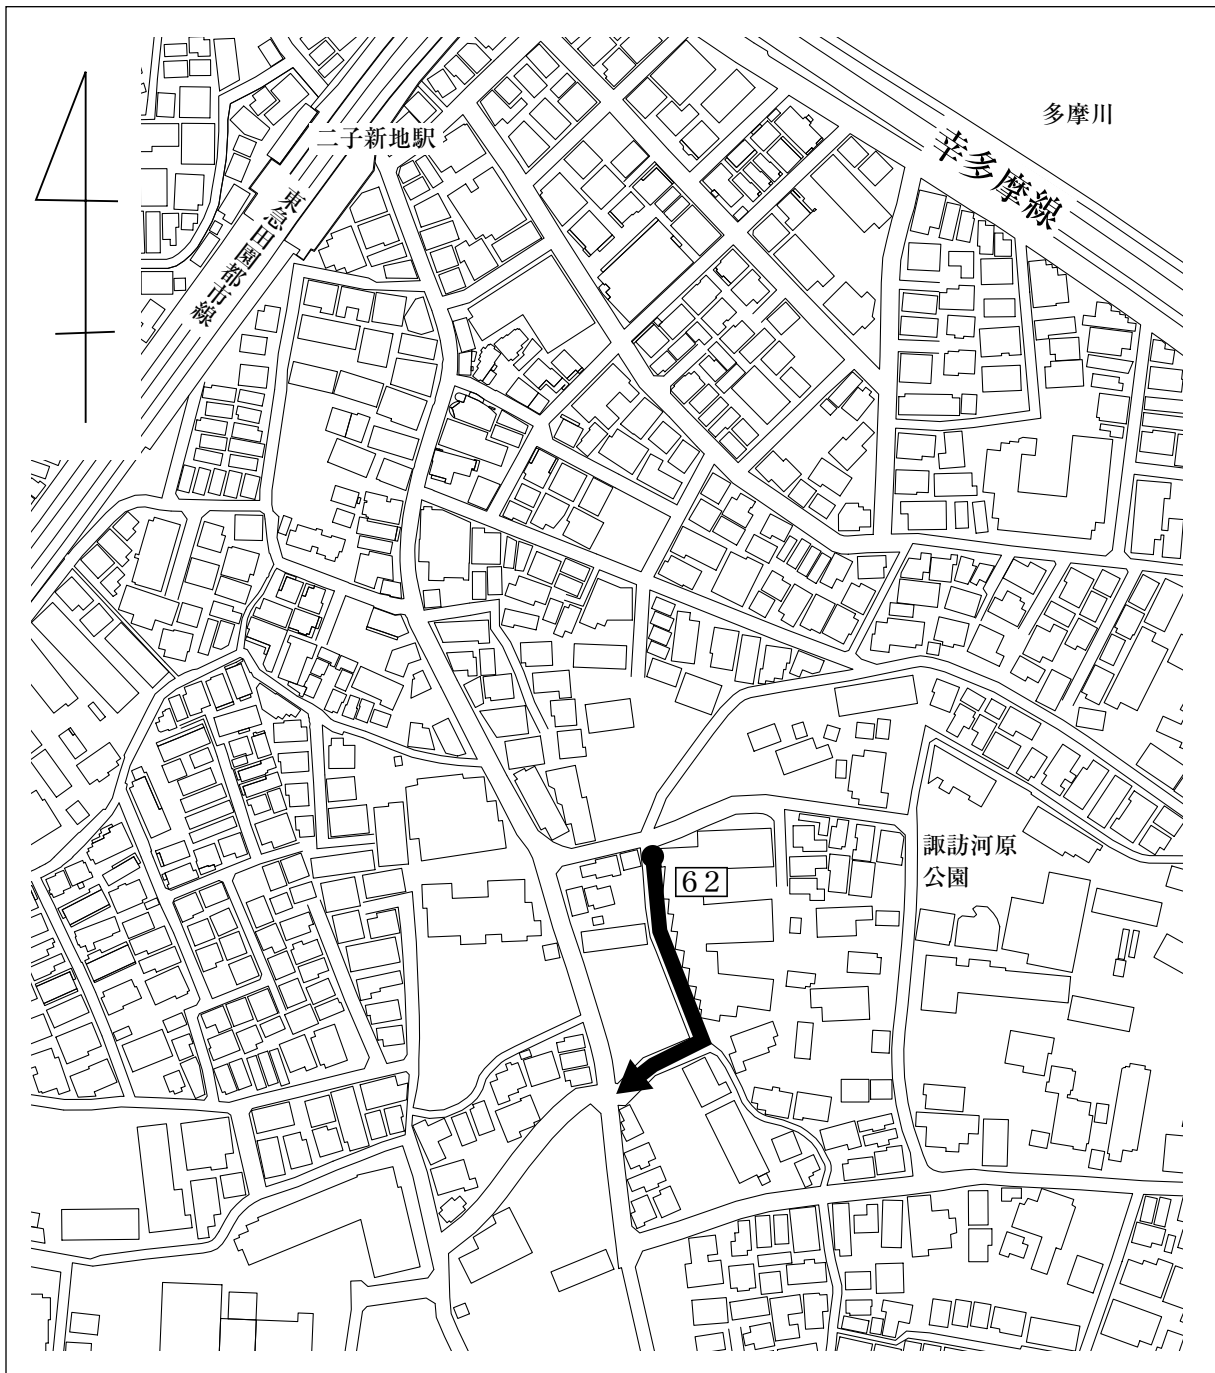 多摩川
幸多摩線
二子新地駅
東急田園都市線
諏訪河原
公園
６２